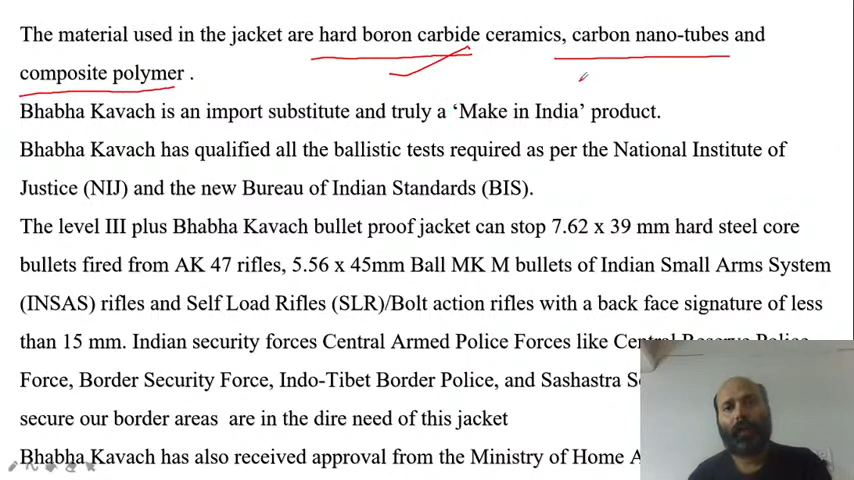 The material used in the jacket are hard boron carbide ceramics, carbon nano-tubes and
composite polymer .
Bhabha Kavach is an import substitute and truly a ‘Make in India’ product.
Bhabha Kavach has qualified all the ballistic tests required as per the National Institute of
Justice (NIJ) and the new Bureau of Indian Standards (BIS).
The level III plus Bhabha Kavach bullet proof jacket can stop 7.62 x 39 mm hard steel core
bullets fired from AK 47 rifles, 5.56 x 45mm Ball MK M bullets of Indian Small Arms System
(INSAS) rifles and Self Load Rifles (SLR)/Bolt action rifles with a back face signature of less
than 15 mm. Indian security forces Central Armed Police Forces like Central Reserve Police
Force, Border Security Force, Indo-Tibet Border Police, and Sashastra
secure our border areas are in the dire need of this jacket
Bhabha Kavach has also received approval from the Ministry of Home